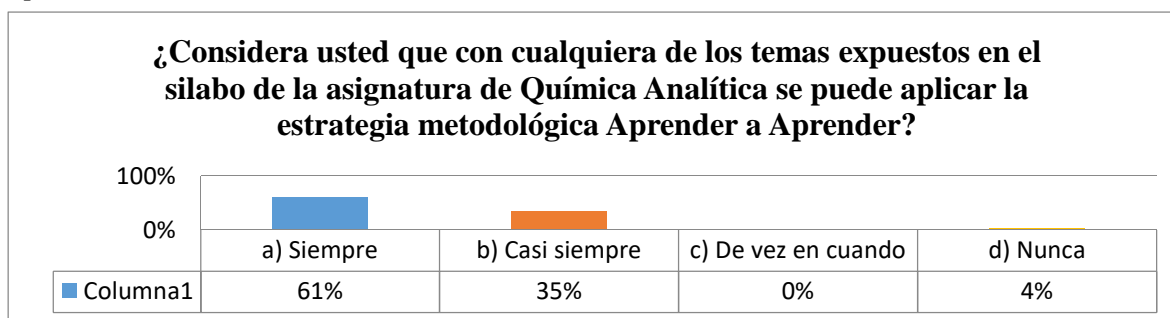 ¿Considera usted que con cualquiera de los temas expuestos en el
silabo de la asignatura de Química Analítica se puede aplicar la
estrategia metodológica Aprender a Aprender?
100%
0%
a) Siempre b) Casi siempre c) De vez en cuando d) Nunca
Columna1 61% 35% 0% 4%